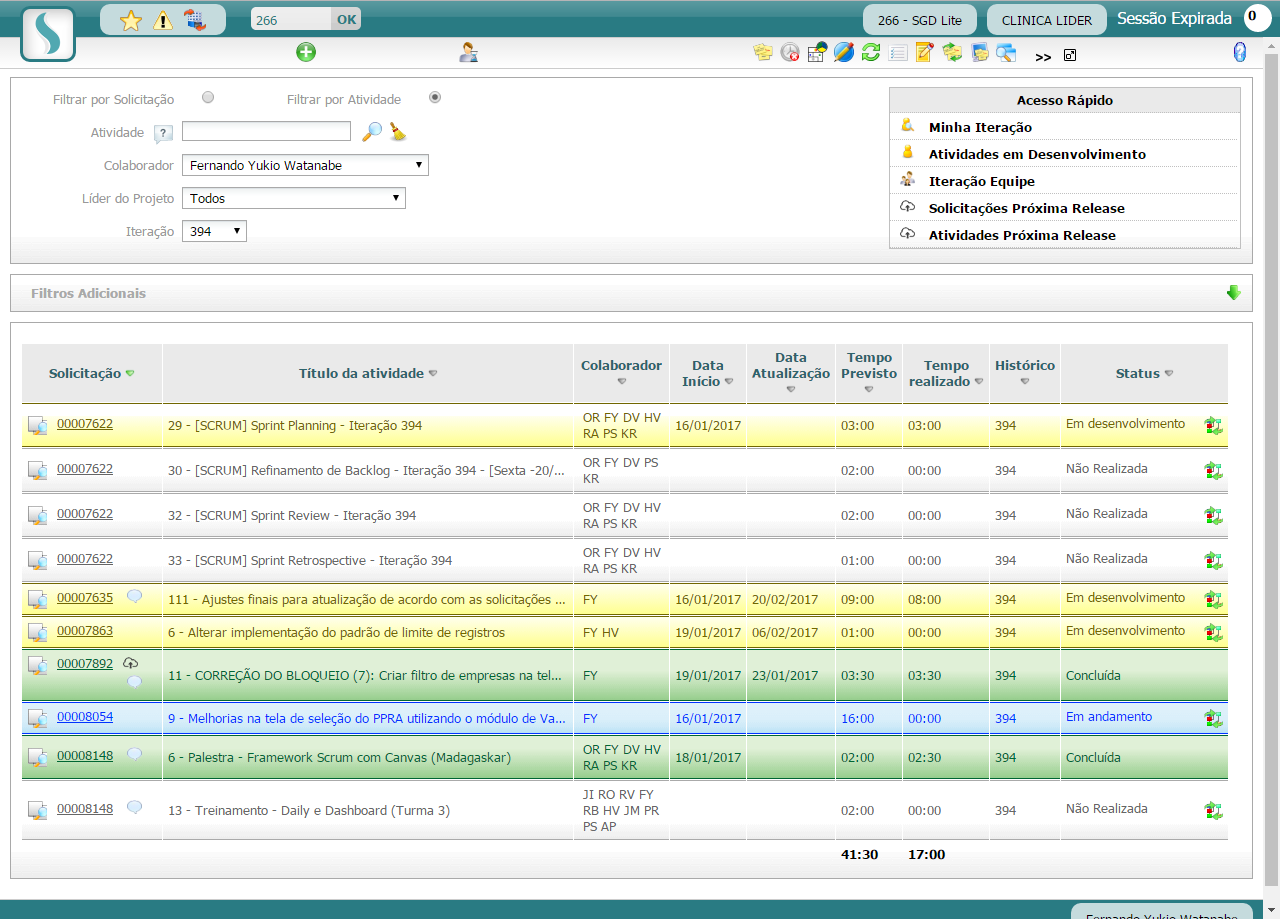 266 OK 266 - SGD Lite CLINICA LIDER Sessão Expirada 0
>>
Filtrar por Solicitação Filtrar por Atividade
Atividade ?
Colaborador Fernando Yukio Watanabe
Líder do Projeto Todos
Iteração 394
Acesso Rápido
Minha Iteração
Atividades em Desenvolvimento
Iteração Equipe
Solicitações Próxima Release
Atividades Próxima Release
Filtros Adicionais
Solicitação Título da atividade Colaborador Data Início Data Atualização Tempo Previsto Tempo realizado Histórico Status
00007622 29 - [SCRUM] Sprint Planning - Iteração 394 OR FY DV HV RA PS KR 16/01/2017 03:00 03:00 394 Em desenvolvimento
00007622 30 - [SCRUM] Refinamento de Backlog - Iteração 394 - [Sexta -20/... OR FY DV PS KR 02:00 00:00 394 Não Realizada
00007622 32 - [SCRUM] Sprint Review - Iteração 394 OR FY DV HV RA PS KR 02:00 00:00 394 Não Realizada
00007622 33 - [SCRUM] Sprint Retrospective - Iteração 394 OR FY DV HV RA PS KR 01:00 00:00 394 Não Realizada
00007635 111 - Ajustes finais para atualização de acordo com as solicitações ... FY 16/01/2017 20/02/2017 09:00 08:00 394 Em desenvolvimento
00007863 6 - Alterar implementação do padrão de limite de registros FY HV 19/01/2017 06/02/2017 01:00 00:00 394 Em desenvolvimento
00007892 11 - CORREÇÃO DO BLOQUEIO (7): Criar filtro de empresas na tel... FY 19/01/2017 23/01/2017 03:30 03:30 394 Concluída
00008054 9 - Melhorias na tela de seleção do PPRA utilizando o módulo de Va... FY 16/01/2017 16:00 00:00 394 Em andamento
00008148 6 - Palestra - Framework Scrum com Canvas (Madagaskar) OR FY DV HV RA PS KR 18/01/2017 02:00 02:30 394 Concluída
00008148 13 - Treinamento - Daily e Dashboard (Turma 3) JI RO RV FY RB HV JM PR PS AP 02:00 00:00 394 Não Realizada
41:30 17:00
Fernando Yukio Watanabe